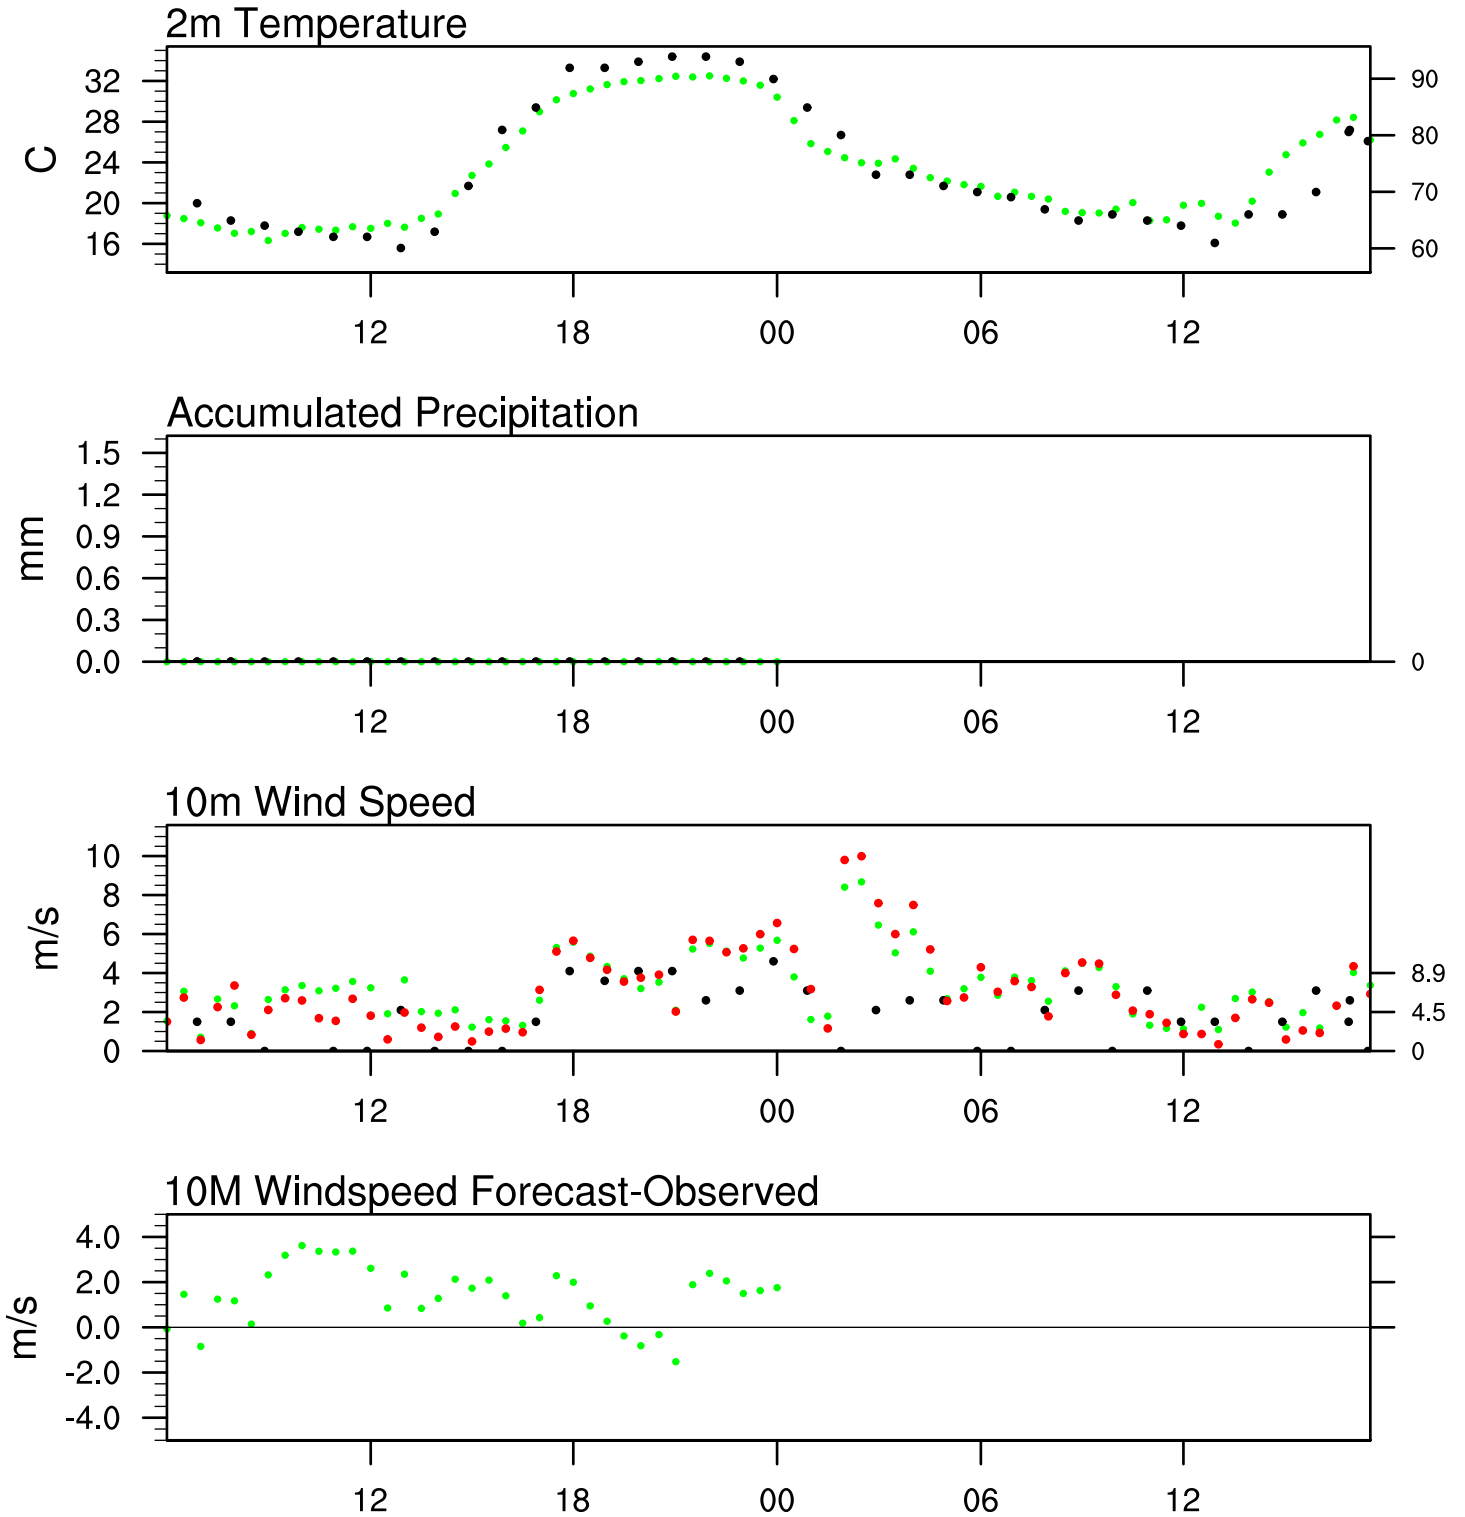 2m Temperature
32
28
24
20
16
C
90
80
70
60
12 18 00 06 12
Accumulated Precipitation
1.5
1.2
0.9
0.6
0.3
0.0
mm
0
12 18 00 06 12
10m Wind Speed
10
8
6
4
2
0
m/s
8.9
4.5
0
12 18 00 06 12
10M Windspeed Forecast-Observed
4.0
2.0
0.0
-2.0
-4.0
m/s
12 18 00 06 12